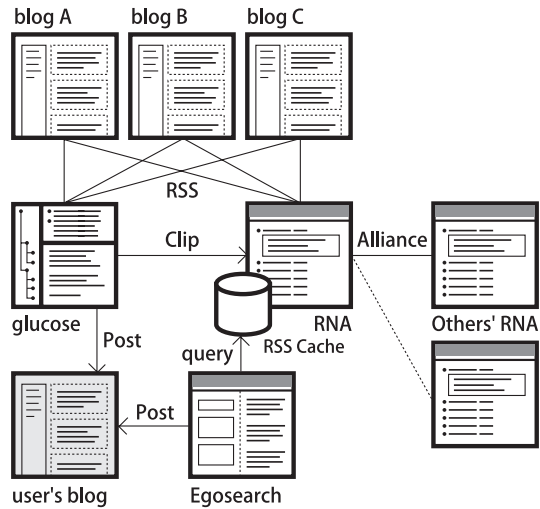 blog A
blog B
blog C
RSS
Clip
Alliance
glucose
RNA
Others' RNA
Post
RSS Cache
query
Post
user's blog
Egosearch